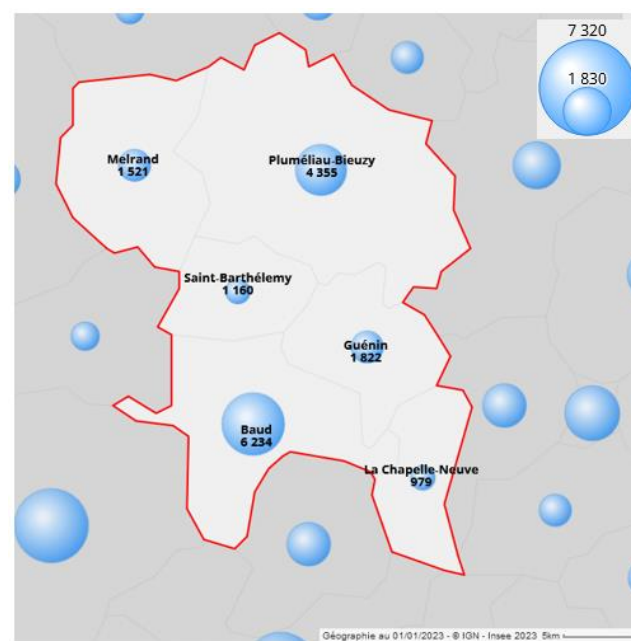 7 320
1 830
Melrand
1 521
Pluméliau-Bieuzy
4 355
Saint-Barthélemy
1 160
Guénin
1 822
Baud
6 234
La Chapelle-Neuve
979
Géographie au 01/01/2023 - © IGN - Insee 2023 5km